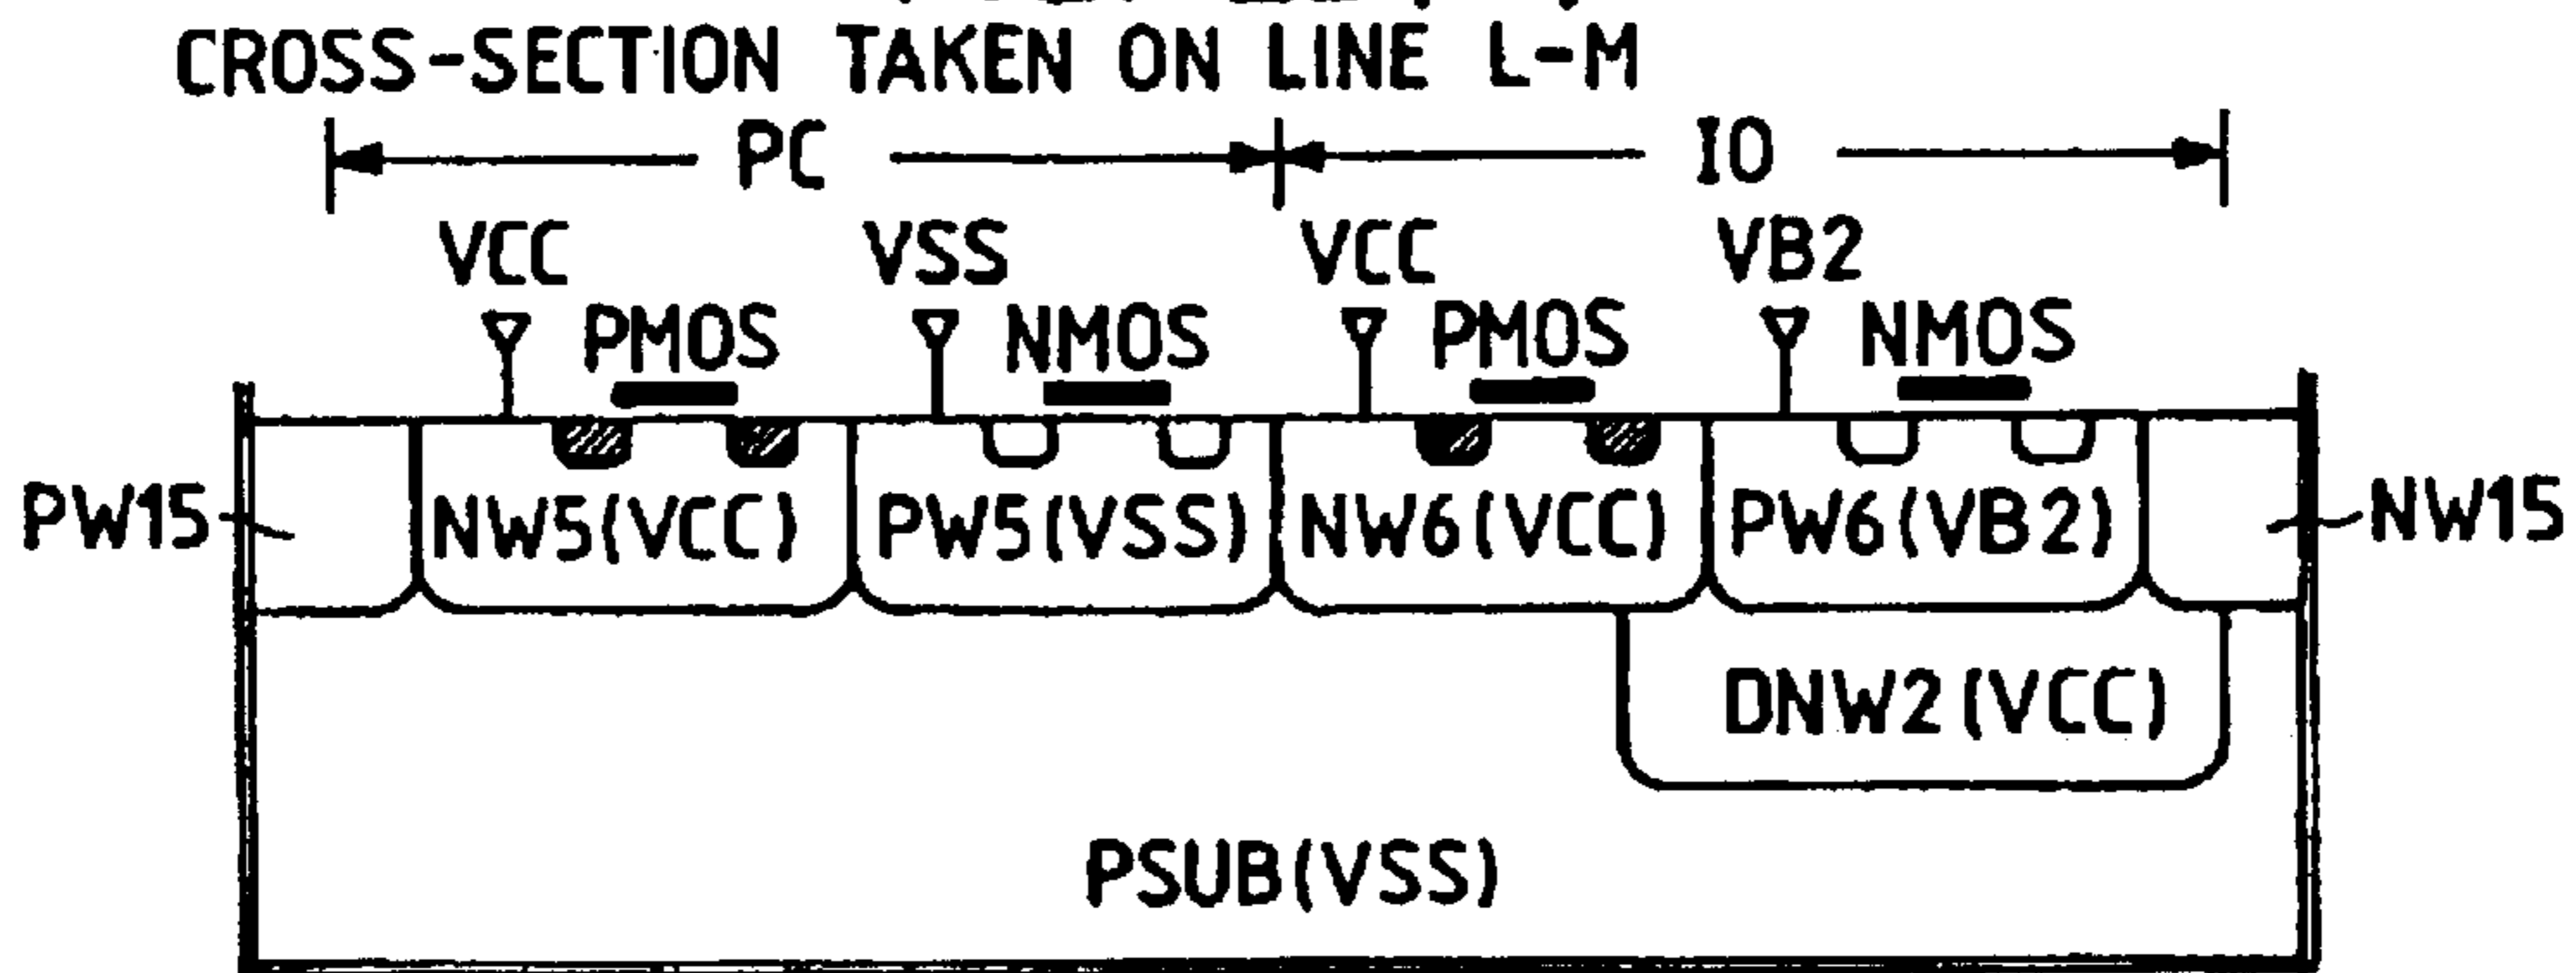 CROSS-SECTION TAKEN ON LINE L-M
PC IO
VCC VSS VCC VB2
PMOS NMOS PMOS NMOS
PW15 NW5(VCC) PW5(VSS) NW6(VCC) PW6(VB2) NW15
DNW2(VCC)
PSUB(VSS)